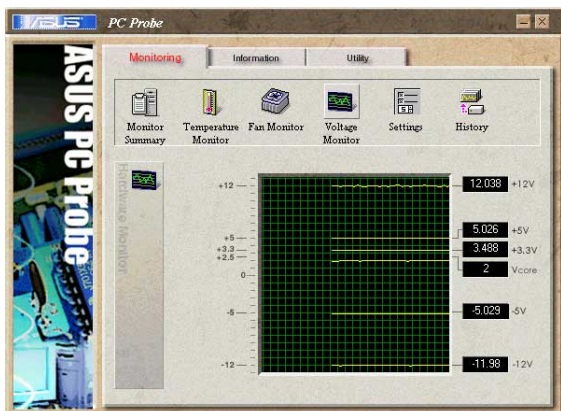 ASUS PC Probe
ASUS PC Probe
Monitoring Information Utility
Monitor Summary
Temperature Monitor
Fan Monitor
Voltage Monitor
Settings
History
Hardware Monitor
+12 12.038 +12V
+5 5.026 +5V
+3.3 3.488 +3.3V
+2.5 2 Vcore
0
-5 -5.029 -5V
-12 -11.98 -12V